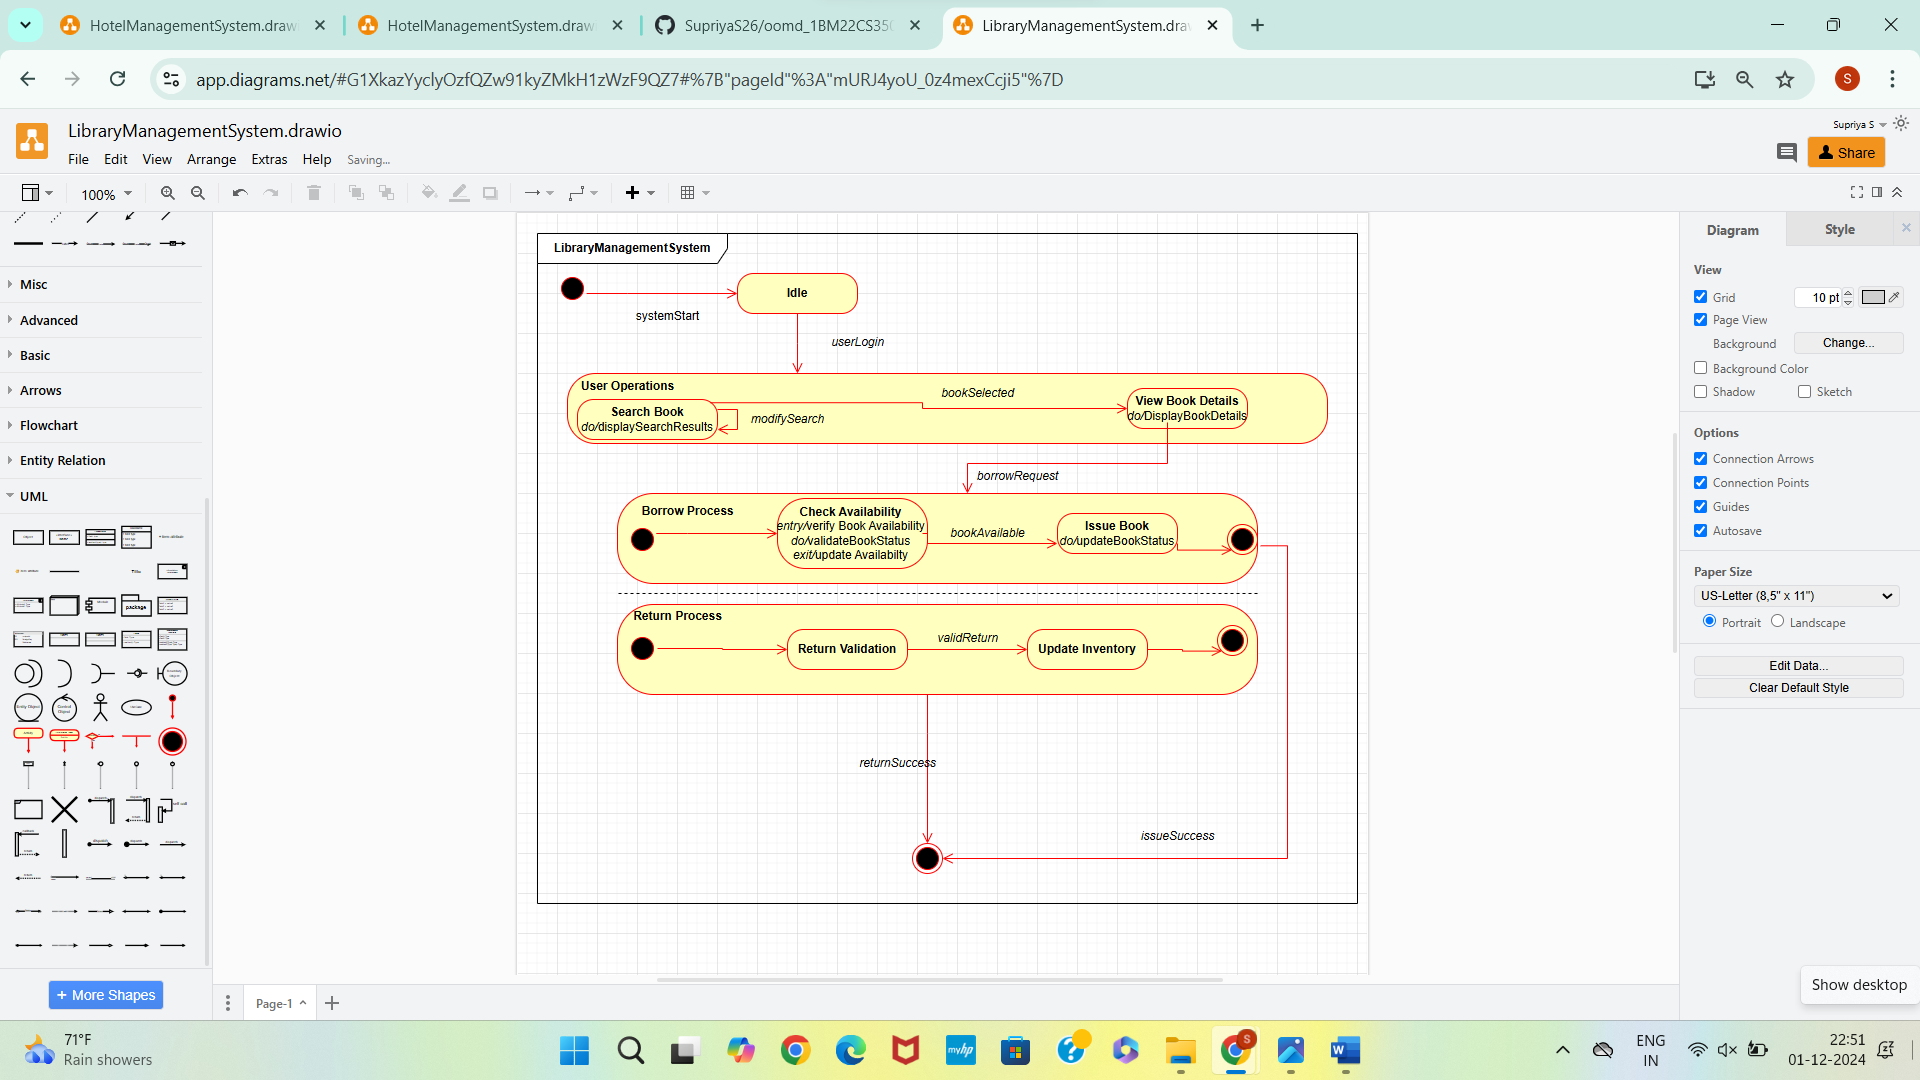 HotelManagementSystem.draw
HotelManagementSystem.draw
SupriyaS26/oomd_1BM22CS350
LibraryManagementSystem.dra
app.diagrams.net/#G1XkazYyclyOzfQZw91kyZMkH1zWzF9QZ7#%7B"pageId"%3A"mURJ4yoU_0z4mexCcji5"%7D
S
LibraryManagementSystem.drawio
Supriya S
File Edit View Arrange Extras Help Saving...
Share
100%
Diagram
Style
LibraryManagementSystem
Idle
systemStart
userLogin
User Operations
bookSelected
Search Book
do/displaySearchResults
modifySearch
View Book Details
do/DisplayBookDetails
borrowRequest
Borrow Process
Check Availability
entry/verify Book Availability
do/validateBookStatus
exit/update Availabilty
bookAvailable
Issue Book
do/updateBookStatus
Return Process
Return Validation
validReturn
Update Inventory
returnSuccess
issueSuccess
Misc
Advanced
Basic
Arrows
Flowchart
Entity Relation
UML
package
+ More Shapes
Page-1
View
Grid
10 pt
Page View
Background
Change...
Background Color
Shadow
Sketch
Options
Connection Arrows
Connection Points
Guides
Autosave
Paper Size
US-Letter (8,5" x 11")
Portrait
Landscape
Edit Data...
Clear Default Style
Show desktop
71°F
Rain showers
myhp
S
ENG
IN
22:51
01-12-2024